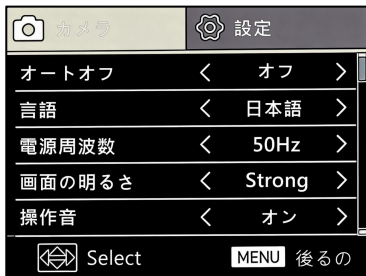 カメラ 設定
オートオフ オフ
言語 日本語
電源周波数 50Hz
画面の明るさ Strong
操作音 オン
Select MENU 後るの